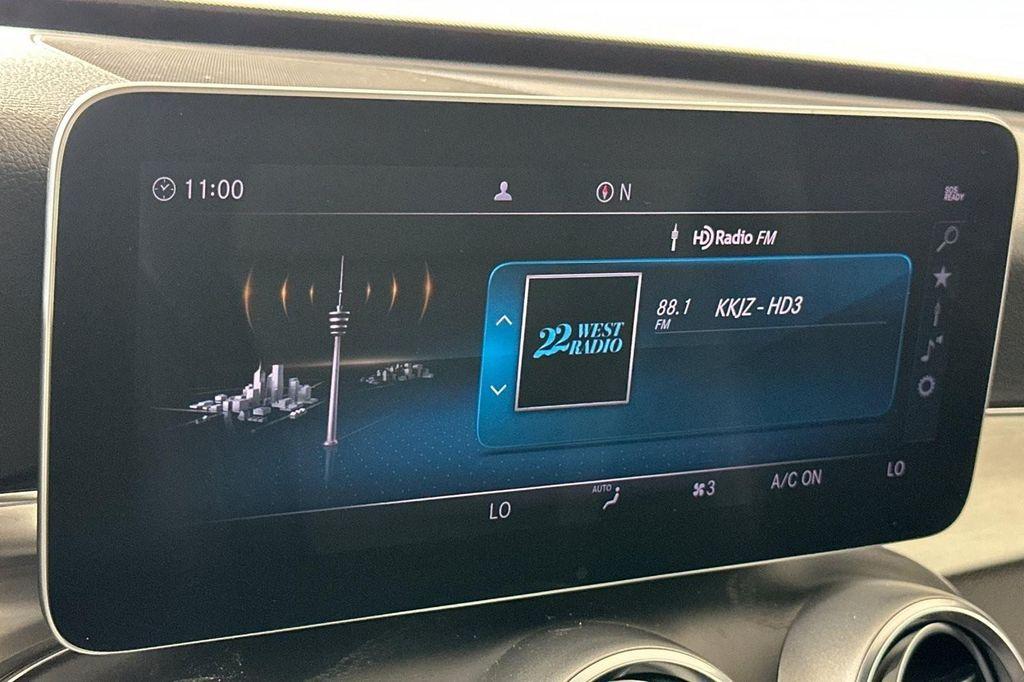 11:00
N
SOS
READY
HD Radio FM
22 WEST
RADIO
88.1 KKJZ - HD3
FM
LO
AUTO
3
A/C ON
LO